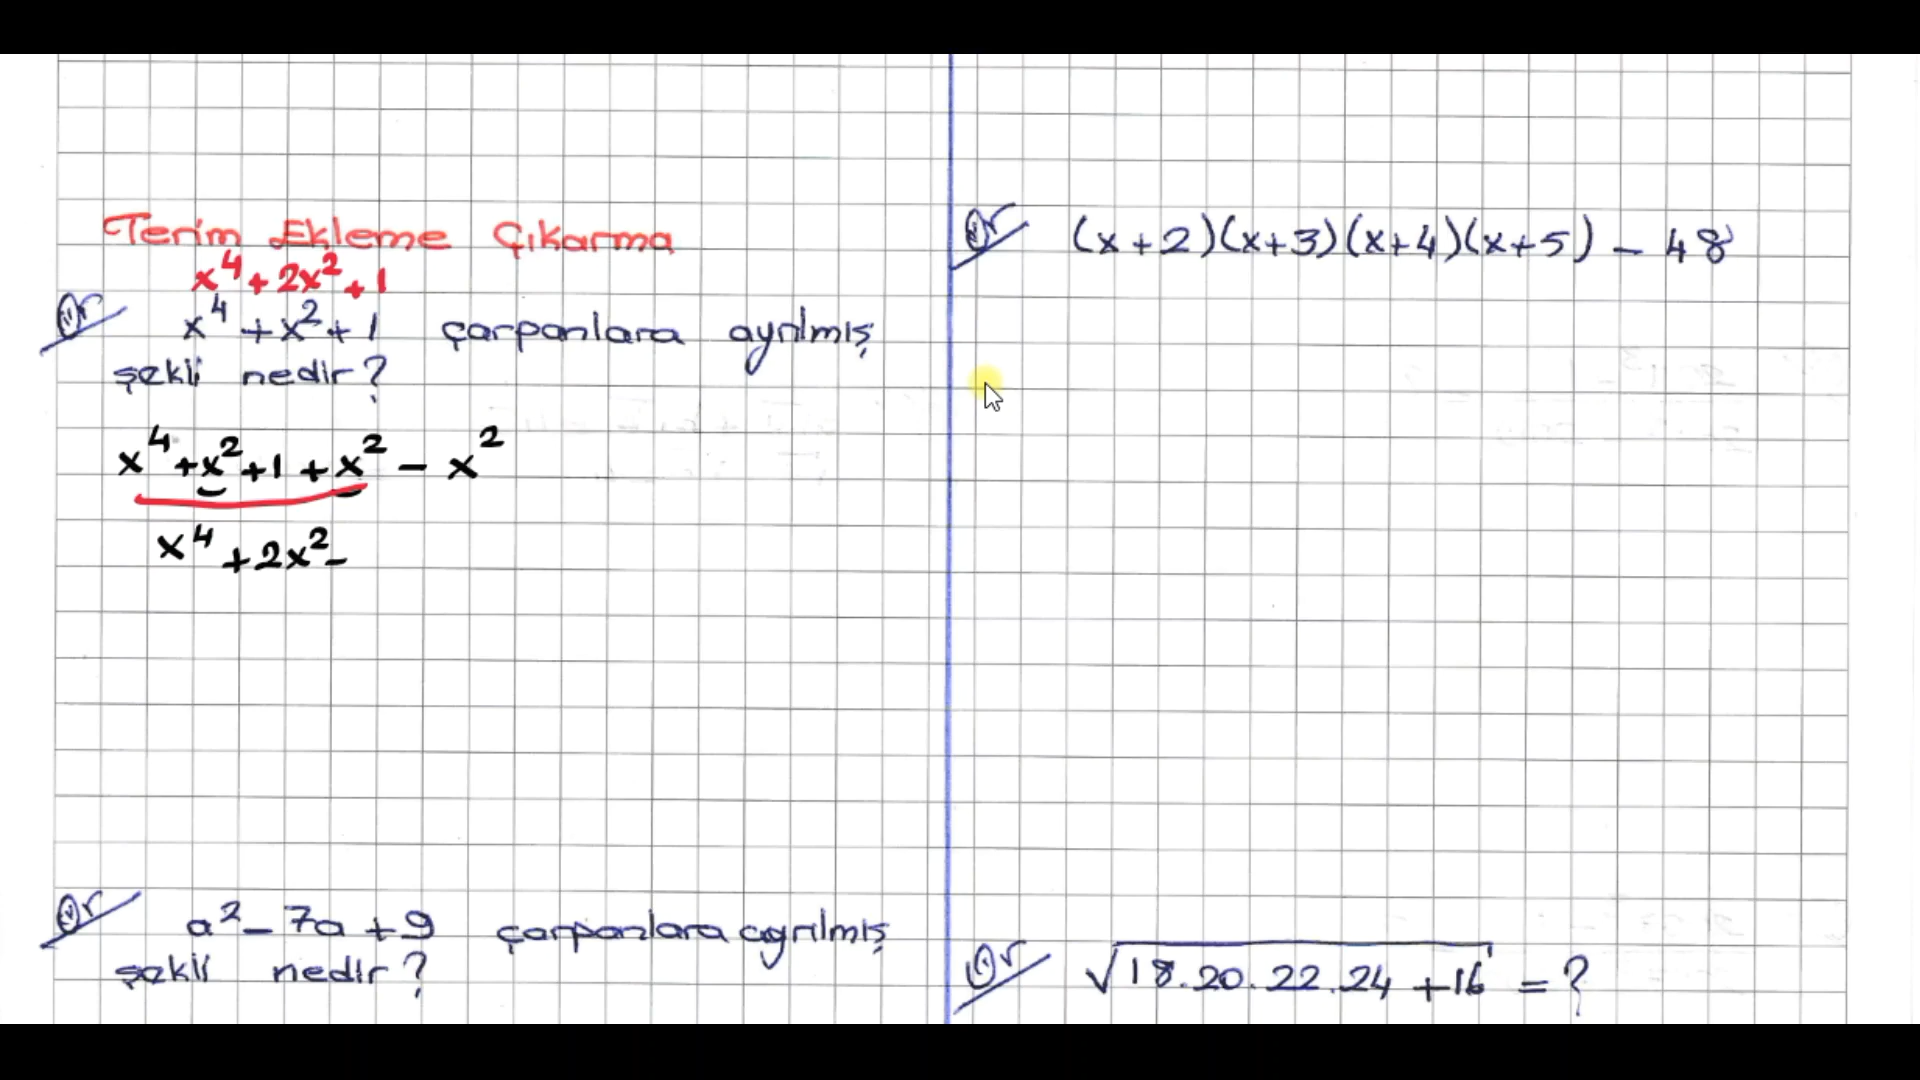 Terim Ekleme Çıkarma
x⁴+2x²+1
Ör x⁴+x²+1 çarpanlara ayrılmış
şekli nedir?
x⁴+x²+1+x²-x²
x⁴+2x²-
Ör a²-7a+9 çarpanlara ayrılmış
şekli nedir?
Ör (x+2)(x+3)(x+4)(x+5)-48
Ör √18.20.22.24+16 = ?